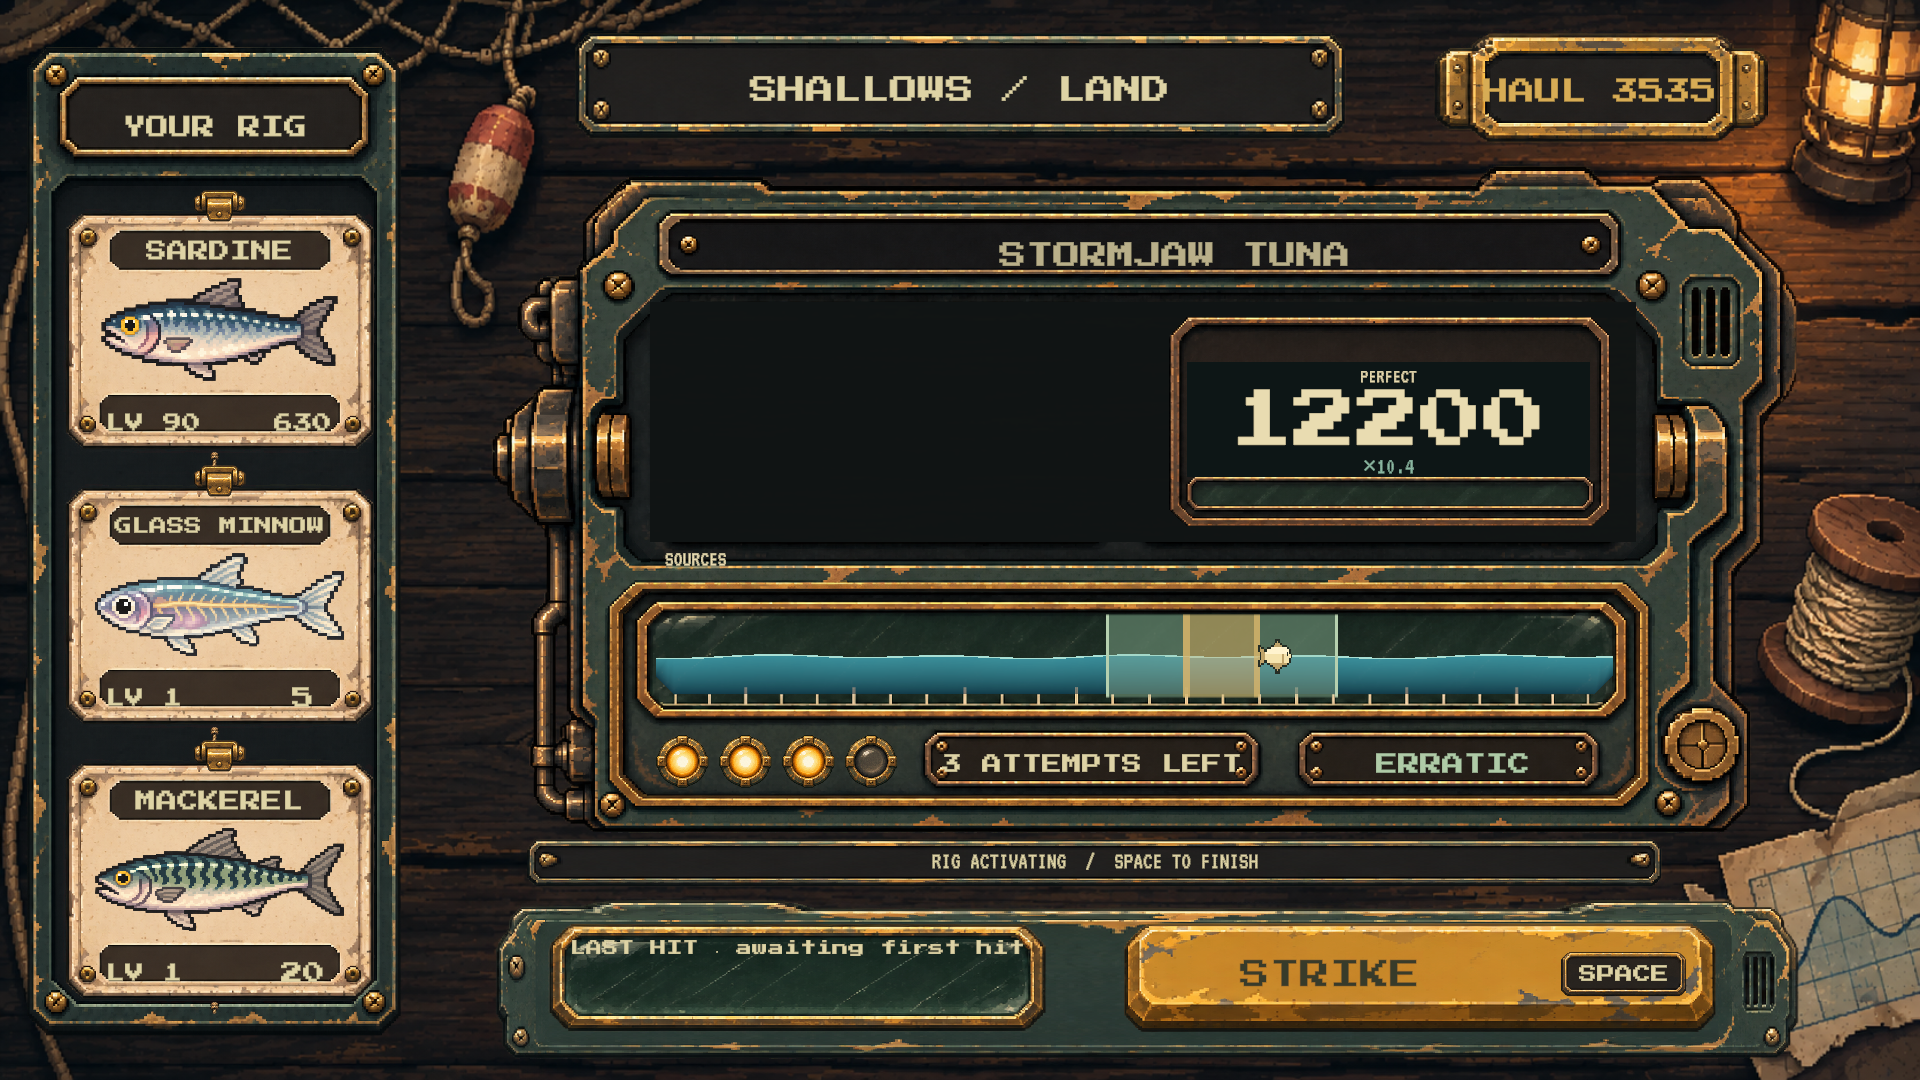 YOUR RIG
SARDINE
LV 90 630
GLASS MINNOW
LV 1 5
MACKEREL
LV 1 20
SHALLOWS / LAND
HAUL 3535
STORMJAW TUNA
PERFECT
12200
×10.4
SOURCES
3 ATTEMPTS LEFT
ERRATIC
RIG ACTIVATING / SPACE TO FINISH
LAST HIT . awaiting first hit
STRIKE
SPACE